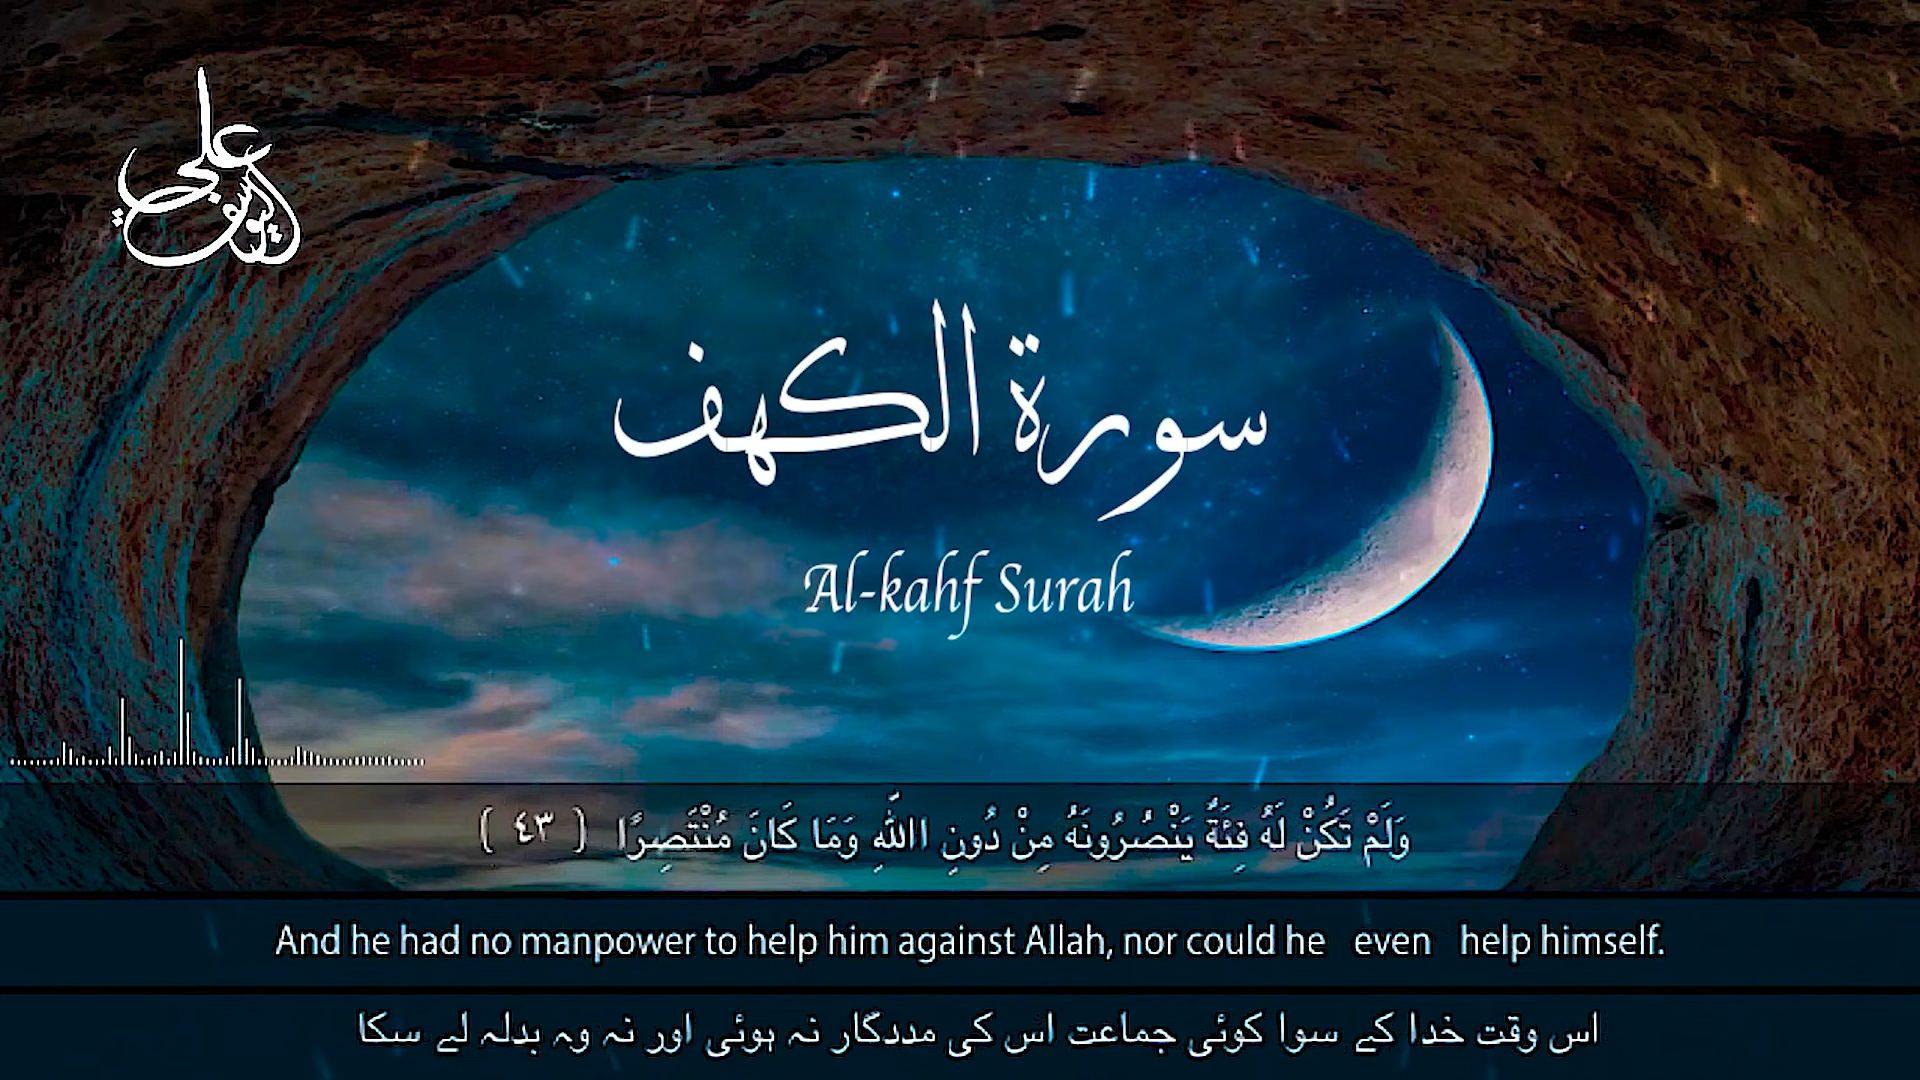 علي اليوسف
سورة الكهف
Al-kahf Surah
وَلَمْ تَكُنْ لَهُ فِئَةٌ يَنْصُرُونَهُ مِنْ دُونِ اللَّهِ وَمَا كَانَ مُنْتَصِرًا ( ٤٣ )
And he had no manpower to help him against Allah, nor could he even help himself.
اس وقت خدا کے سوا کوئی جماعت اس کی مددگار نہ ہوئی اور نہ وہ بدلہ لے سکا